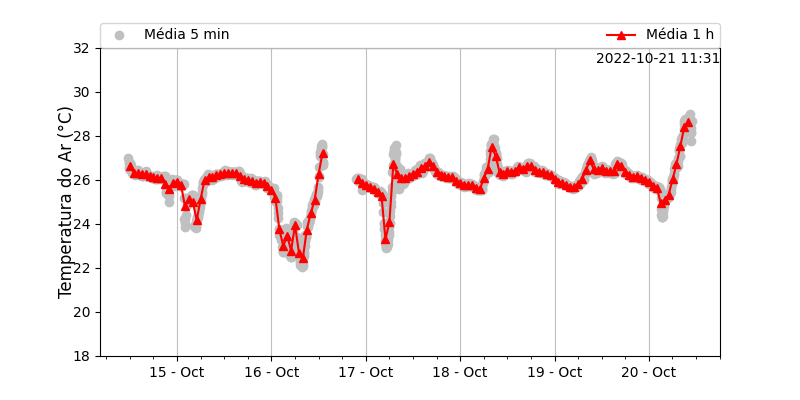 Média 5 min
Média 1 h
2022-10-21 11:31
Temperatura do Ar (°C)
32
30
28
26
24
22
20
18
15 - Oct
16 - Oct
17 - Oct
18 - Oct
19 - Oct
20 - Oct